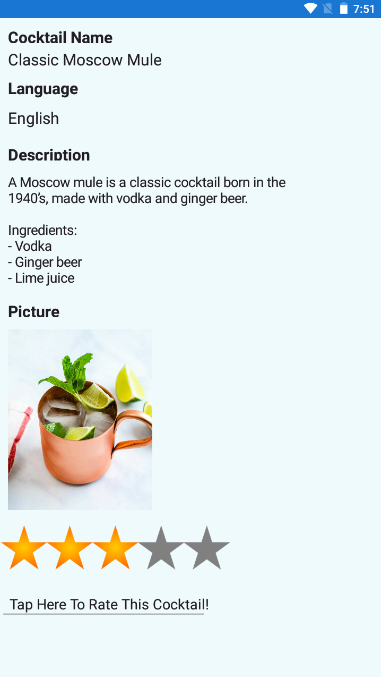 7:51
Cocktail Name
Classic Moscow Mule
Language
English
Description
A Moscow mule is a classic cocktail born in the
1940's, made with vodka and ginger beer.
Ingredients:
- Vodka
- Ginger beer
- Lime juice
Picture
Tap Here To Rate This Cocktail!